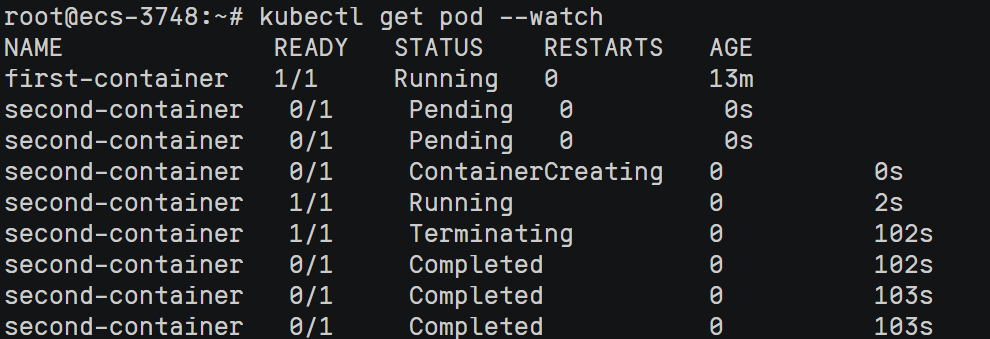 root@ecs-3748:~# kubectl get pod --watch
NAME READY STATUS RESTARTS AGE
first-container 1/1 Running 0 13m
second-container 0/1 Pending 0 0s
second-container 0/1 Pending 0 0s
second-container 0/1 ContainerCreating 0 0s
second-container 1/1 Running 0 2s
second-container 1/1 Terminating 0 102s
second-container 0/1 Completed 0 102s
second-container 0/1 Completed 0 103s
second-container 0/1 Completed 0 103s